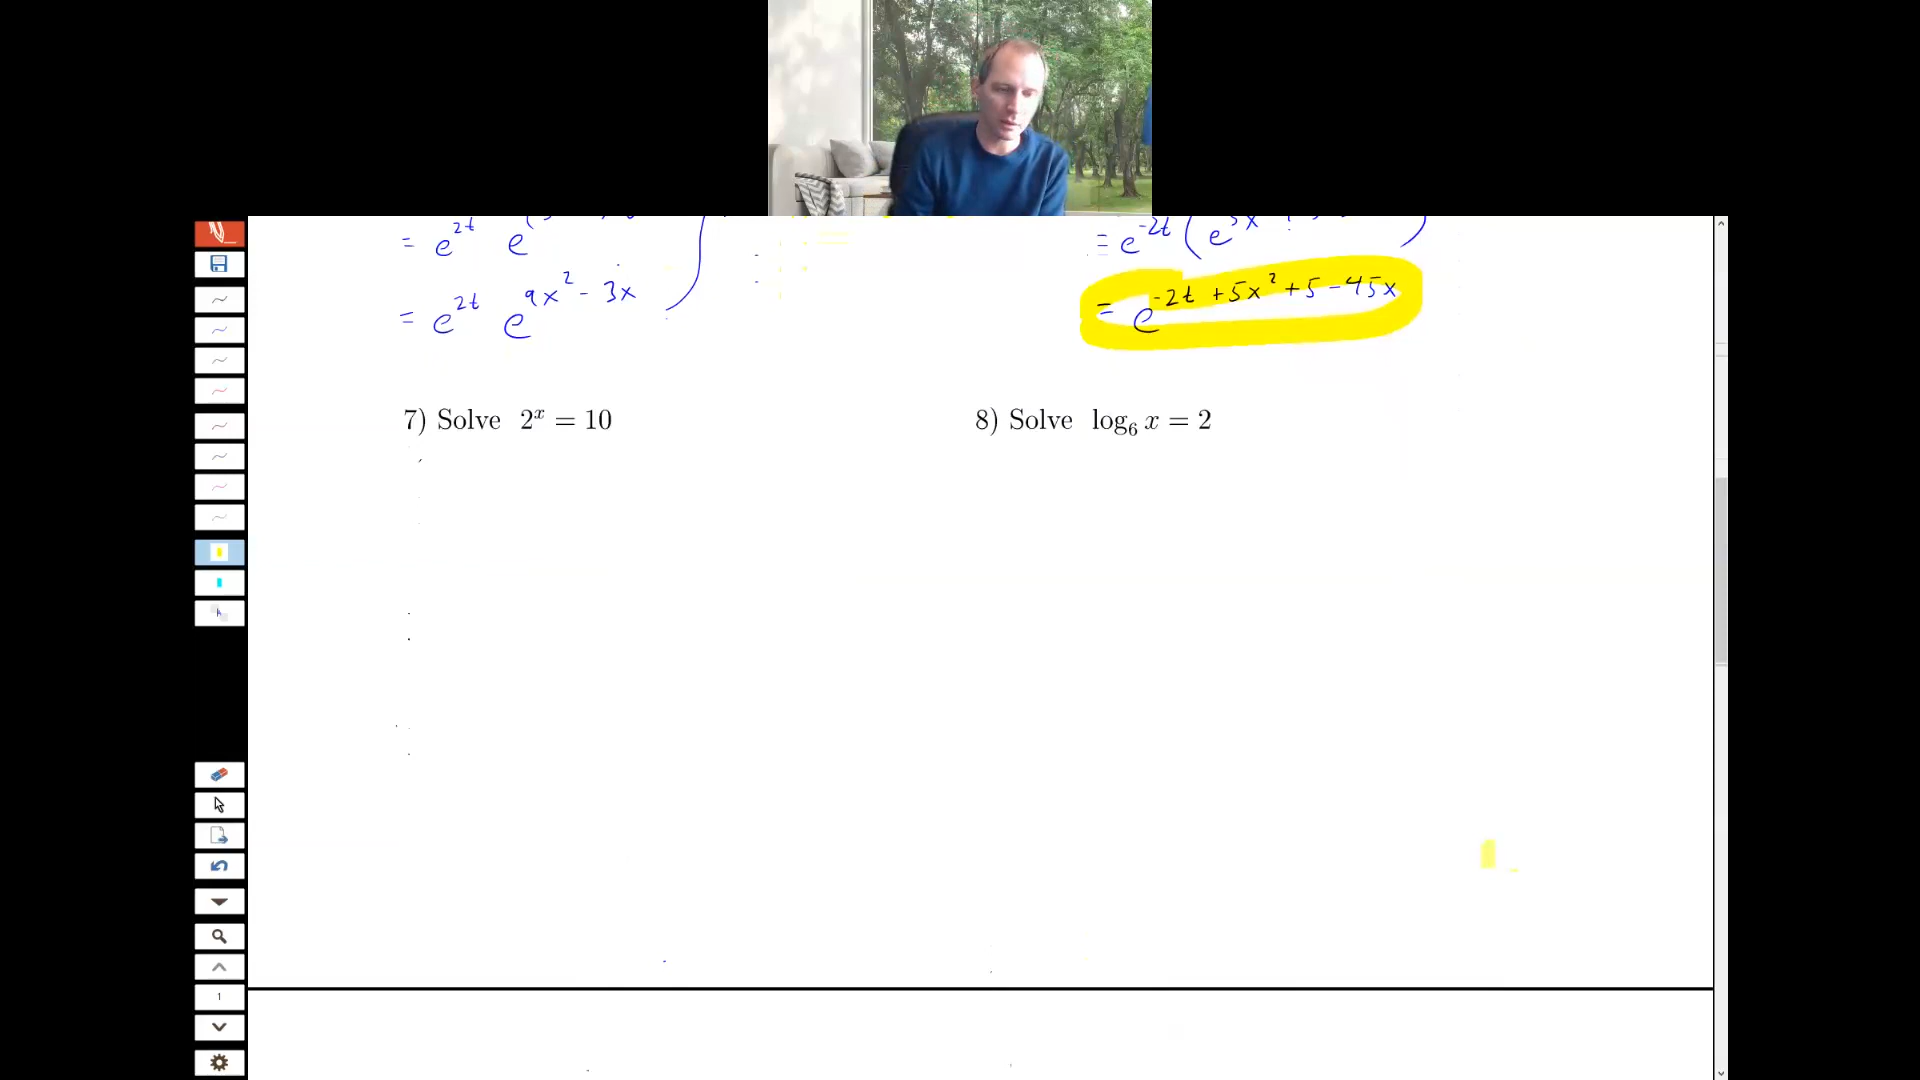 = e^{2t} e^{(
= e^{-2t} ( e^{5x
= e^{2t} e^{9x^2 - 3x}
= e^{-2t + 5x^2 + 5 - 45x}
7) Solve 2^x = 10
8) Solve log_6 x = 2
1